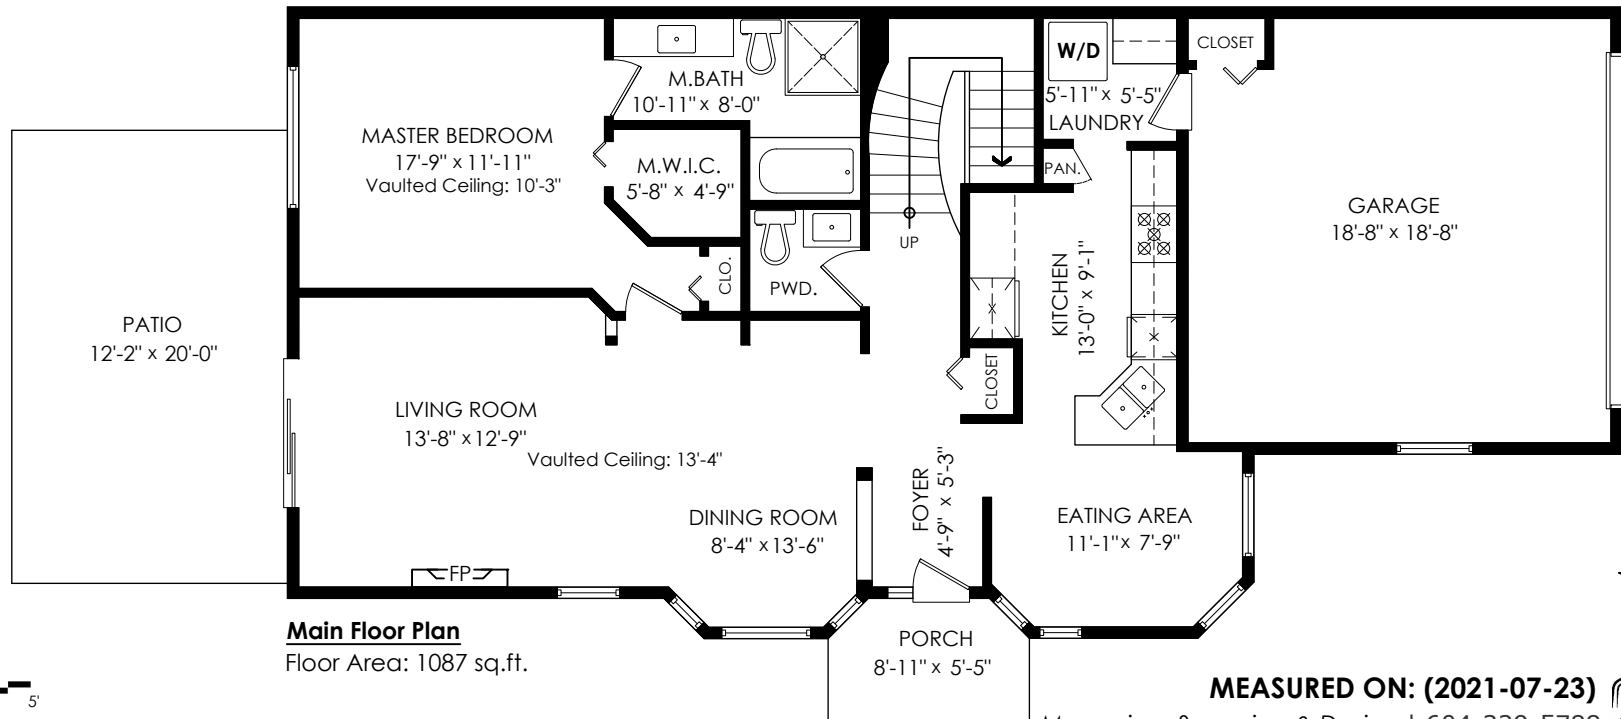 W/D
CLOSET
M.BATH
10'-11" x 8'-0"
5'-11" x 5'-5"
LAUNDRY
MASTER BEDROOM
17'-9" x 11'-11"
Vaulted Ceiling: 10'-3"
M.W.I.C.
5'-8" x 4'-9"
PAN.
GARAGE
18'-8" x 18'-8"
UP
CLO.
PWD.
KITCHEN
13'-0" x 9'-1"
PATIO
12'-2" x 20'-0"
CLOSET
LIVING ROOM
13'-8" x 12'-9"
Vaulted Ceiling: 13'-4"
DINING ROOM
8'-4" x 13'-6"
FOYER
4'-9" x 5'-3"
EATING AREA
11'-1" x 7'-9"
FP
Main Floor Plan
Floor Area: 1087 sq.ft.
PORCH
8'-11" x 5'-5"
5'
MEASURED ON: (2021-07-23)